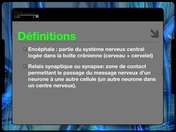 Définitions
Encéphale : partie du système nerveux central
logée dans la boîte crânienne (cerveau + cervelet)
Relais synaptique ou synapse: zone de contact
permettant le passage du message nerveux d'un
neurone à une autre cellule (un autre neurone dans
un centre nerveux).